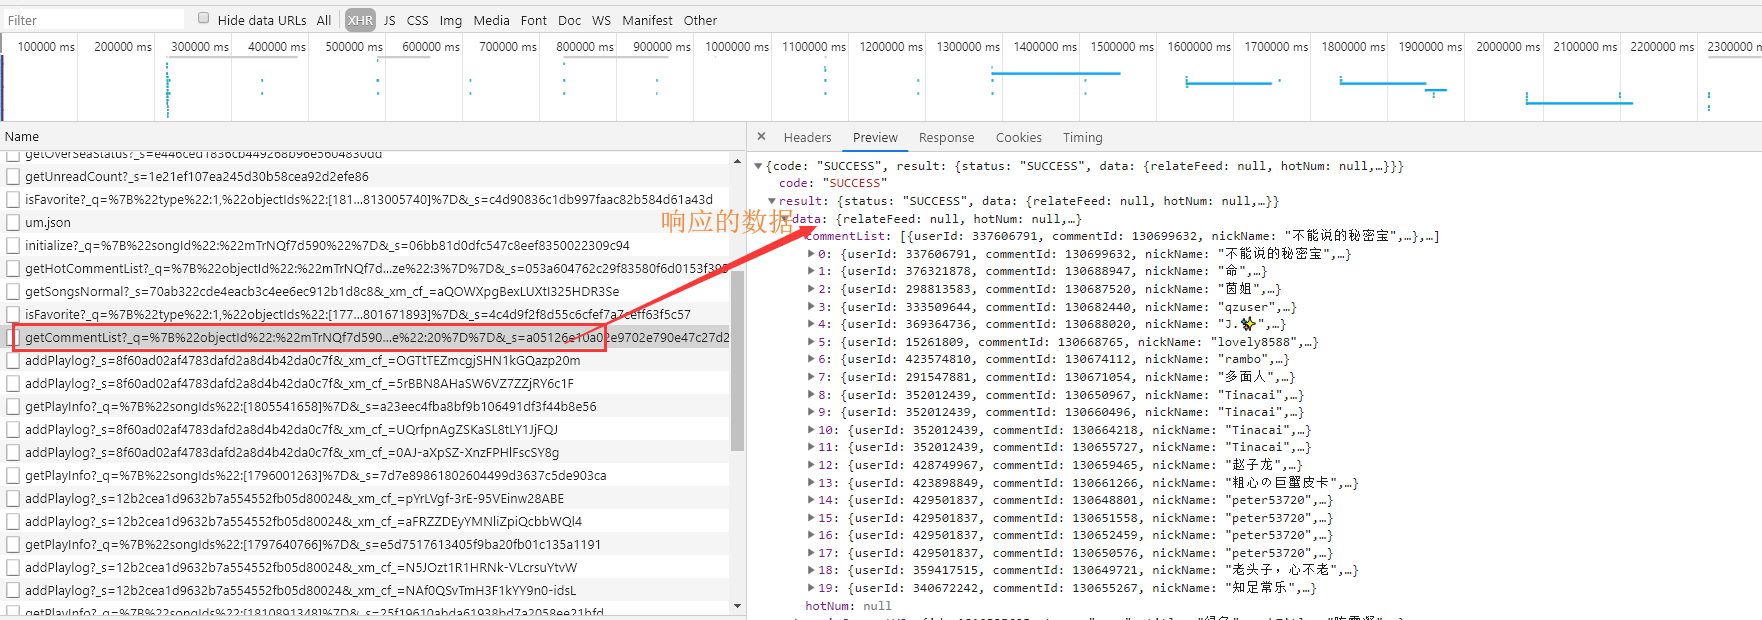 Filter Hide data URLs All XHR JS CSS Img Media Font Doc WS Manifest Other
100000 ms 200000 ms 300000 ms 400000 ms 500000 ms 600000 ms 700000 ms 800000 ms 900000 ms 1000000 ms 1100000 ms 1200000 ms 1300000 ms 1400000 ms 1500000 ms 1600000 ms 1700000 ms 1800000 ms 1900000 ms 2000000 ms 2100000 ms 2200000 ms 2300000 m
Name
getOverSeaStatus?_s=e446ced1836cb449268b96e5604830dd
getUnreadCount?_s=1e21ef107ea245d30b58cea92d2efe86
isFavorite?_q=%7B%22type%22:1,%22objectIds%22:[181...813005740]%7D&_s=c4d90836c1db997faac82b584d61a43d
um.json
initialize?_q=%7B%22songId%22:%22mTrNQf7d590%22%7D&_s=06bb81d0dfc547c8eef8350022309c94
getHotCommentList?_q=%7B%22objectId%22:%22mTrNQf7d...ze%22:3%7D%7D&_s=053a604762c29f83580f6d0153f395
getSongsNormal?_s=70ab322cde4eacb3c4ee6ec912b1d8c8&_xm_cf_=aQOWXpgBexLUXtI325HDR3Se
isFavorite?_q=%7B%22type%22:1,%22objectIds%22:[177...801671893]%7D&_s=4c4d9f2f8d55c6cfef7a7ceff63f5c57
getCommentList?_q=%7B%22objectId%22:%22mTrNQf7d590...e%22:20%7D%7D&_s=a05126e10a02e9702e790e47c27d2
addPlaylog?_s=8f60ad02af4783dafd2a8d4b42da0c7f&_xm_cf_=OGTtTEZmcgjSHN1kGQazp20m
addPlaylog?_s=8f60ad02af4783dafd2a8d4b42da0c7f&_xm_cf_=5rBBN8AHaSW6VZ7ZZjRY6c1F
getPlayInfo?_q=%7B%22songIds%22:[1805541658]%7D&_s=a23eec4fba8bf9b106491df3f44b8e56
addPlaylog?_s=8f60ad02af4783dafd2a8d4b42da0c7f&_xm_cf_=UQrfpnAgZSKaSL8tLY1JjFQJ
addPlaylog?_s=8f60ad02af4783dafd2a8d4b42da0c7f&_xm_cf_=0AJ-aXpSZ-XnzFPHlFscSY8g
getPlayInfo?_q=%7B%22songIds%22:[1796001263]%7D&_s=7d7e89861802604499d3637c5de903ca
addPlaylog?_s=12b2cea1d9632b7a554552fb05d80024&_xm_cf_=pYrLVgf-3rE-95VEinw28ABE
addPlaylog?_s=12b2cea1d9632b7a554552fb05d80024&_xm_cf_=aFRZZDEyYMNliZpiQcbbWQl4
getPlayInfo?_q=%7B%22songIds%22:[1797640766]%7D&_s=e5d7517613405f9ba20fb01c135a1191
addPlaylog?_s=12b2cea1d9632b7a554552fb05d80024&_xm_cf_=N5JOzt1R1HRNk-VLcrsuYtvW
addPlaylog?_s=12b2cea1d9632b7a554552fb05d80024&_xm_cf_=NAf0QSvTmH3F1kYY9n0-idsL
getPlayInfo?_q=%7B%22songIds%22:[1810891348]%7D&_s=25f19610abda61938bd7a2058ee21bfd
响应的数据
× Headers Preview Response Cookies Timing
{code: "SUCCESS", result: {status: "SUCCESS", data: {relateFeed: null, hotNum: null,…}}}
code: "SUCCESS"
result: {status: "SUCCESS", data: {relateFeed: null, hotNum: null,…}}
data: {relateFeed: null, hotNum: null,…}
commentList: [{userId: 337606791, commentId: 130699632, nickName: "不能说的秘密宝",…},…]
0: {userId: 337606791, commentId: 130699632, nickName: "不能说的秘密宝",…}
1: {userId: 376321878, commentId: 130688947, nickName: "命",…}
2: {userId: 298813583, commentId: 130687520, nickName: "茵姐",…}
3: {userId: 333509644, commentId: 130682440, nickName: "qzuser",…}
4: {userId: 369364736, commentId: 130688020, nickName: "J.✨",…}
5: {userId: 15261809, commentId: 130668765, nickName: "lovely8588",…}
6: {userId: 423574810, commentId: 130674112, nickName: "rambo",…}
7: {userId: 291547881, commentId: 130671054, nickName: "多面人",…}
8: {userId: 352012439, commentId: 130650967, nickName: "Tinacai",…}
9: {userId: 352012439, commentId: 130660496, nickName: "Tinacai",…}
10: {userId: 352012439, commentId: 130664218, nickName: "Tinacai",…}
11: {userId: 352012439, commentId: 130655727, nickName: "Tinacai",…}
12: {userId: 428749967, commentId: 130659465, nickName: "赵子龙",…}
13: {userId: 423898849, commentId: 130661266, nickName: "粗心の巨蟹皮卡",…}
14: {userId: 429501837, commentId: 130648801, nickName: "peter53720",…}
15: {userId: 429501837, commentId: 130651558, nickName: "peter53720",…}
16: {userId: 429501837, commentId: 130652459, nickName: "peter53720",…}
17: {userId: 429501837, commentId: 130650576, nickName: "peter53720",…}
18: {userId: 359417515, commentId: 130649721, nickName: "老头子，心不老",…}
19: {userId: 340672242, commentId: 130655267, nickName: "知足常乐",…}
hotNum: null